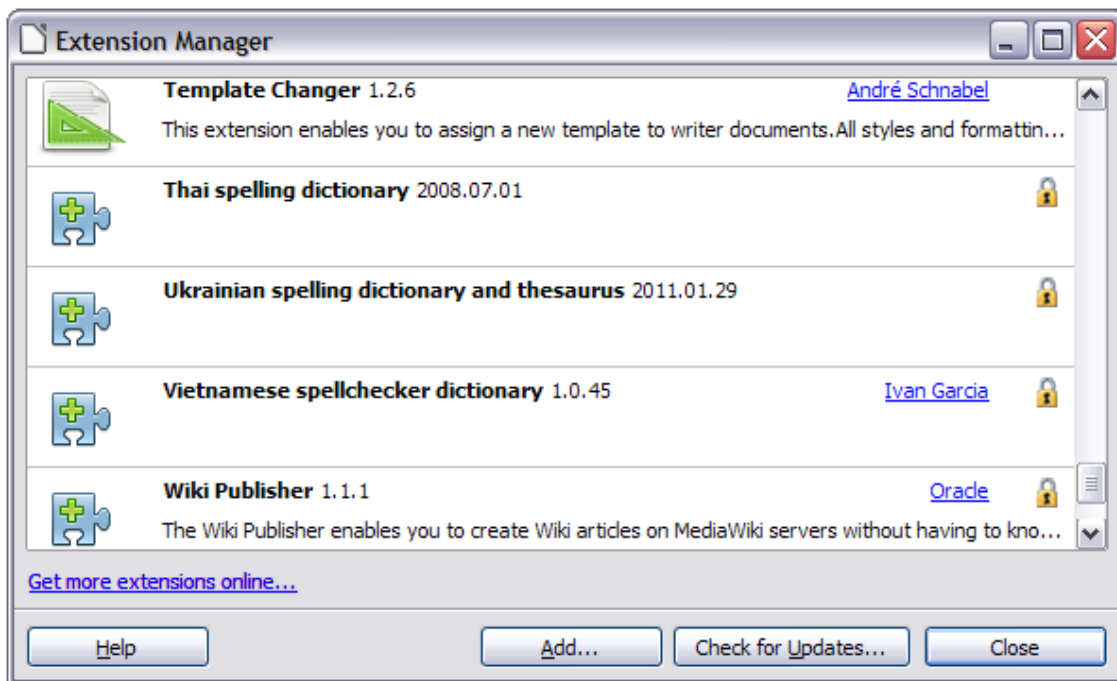 Extension Manager
Template Changer 1.2.6 André Schnabel
This extension enables you to assign a new template to writer documents.All styles and formattin...
Thai spelling dictionary 2008.07.01
Ukrainian spelling dictionary and thesaurus 2011.01.29
Vietnamese spellchecker dictionary 1.0.45 Ivan Garcia
Wiki Publisher 1.1.1 Oracle
The Wiki Publisher enables you to create Wiki articles on MediaWiki servers without having to kno...
Get more extensions online...
Help Add... Check for Updates... Close